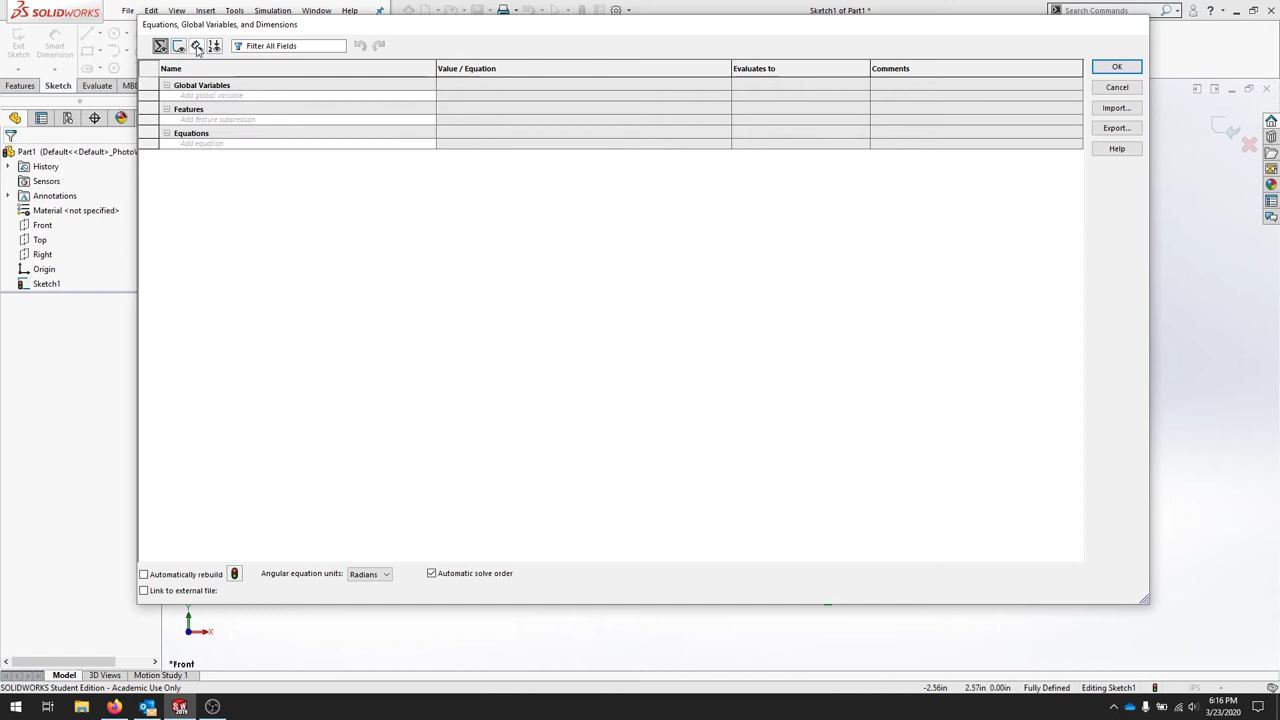 SOLIDWORKS
File Edit View Insert Tools Simulation Window Help
Sketch1 of Part1 *
Search Commands
Equations, Global Variables, and Dimensions
Exit Sketch
Smart Dimension
Filter All Fields
Name Value / Equation Evaluates to Comments
OK
Features Sketch Evaluate MB
Global Variables
Cancel
Add global variable
Features
Import...
Add feature suppression
Export...
Equations
Add equation
Help
Part1 (Default<<Default>_PhotoW
History
Sensors
Annotations
Material <not specified>
Front
Top
Right
Origin
Sketch1
Automatically rebuild Angular equation units: Radians Automatic solve order
Link to external file:
Y
X
*Front
Model 3D Views Motion Study 1
SOLIDWORKS Student Edition - Academic Use Only -2.56in 2.57in 0.00in Fully Defined Editing Sketch1 IPS
6:16 PM
3/23/2020